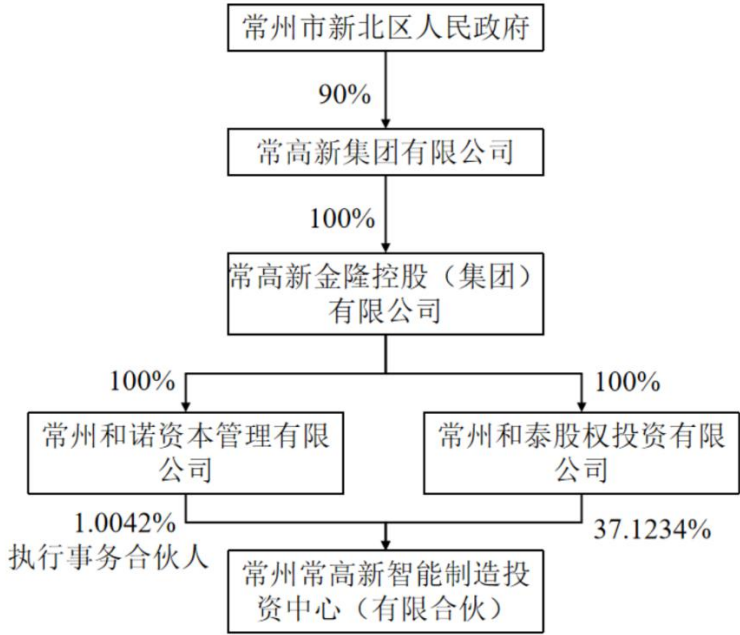 常州市新北区人民政府
90%
常高新集团有限公司
100%
常高新金隆控股（集团）
有限公司
100%
100%
常州和诺资本管理有限
公司
常州和泰股权投资有限
公司
1.0042%
执行事务合伙人
37.1234%
常州常高新智能制造投
资中心（有限合伙）